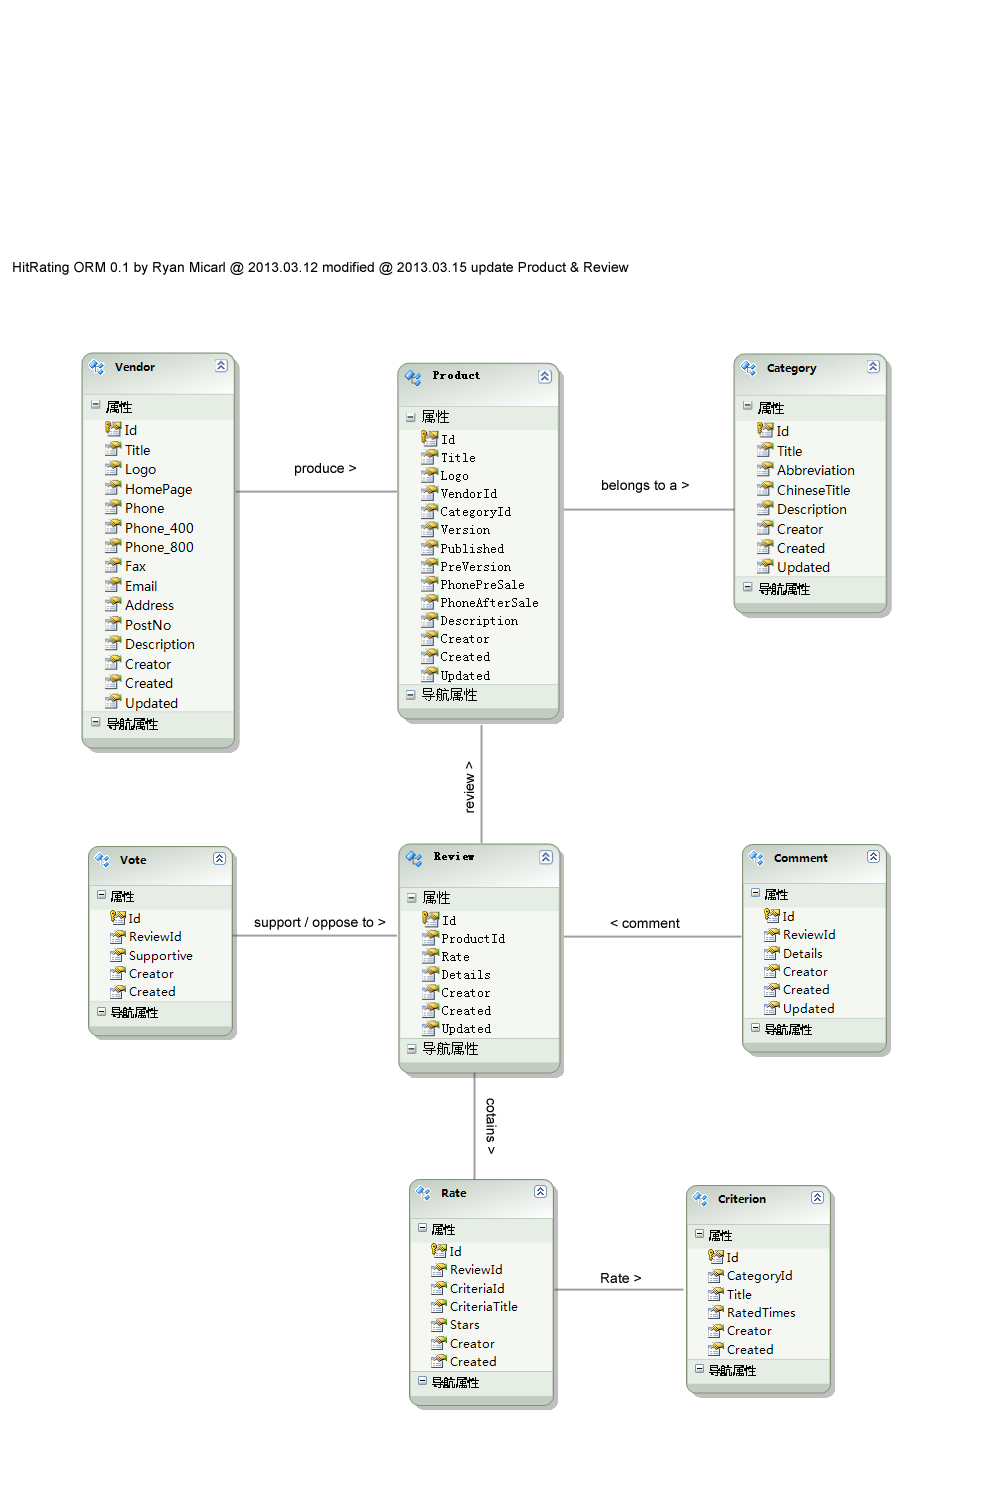 HitRating ORM 0.1 by Ryan Micarl @ 2013.03.12 modified @ 2013.03.15 update Product & Review
Vendor
属性
Id
Title
Logo
HomePage
Phone
Phone_400
Phone_800
Fax
Email
Address
PostNo
Description
Creator
Created
Updated
导航属性
produce >
Product
属性
Id
Title
Logo
VendorId
CategoryId
Version
Published
PreVersion
PhonePreSale
PhoneAfterSale
Description
Creator
Created
Updated
导航属性
belongs to a >
Category
属性
Id
Title
Abbreviation
ChineseTitle
Description
Creator
Created
Updated
导航属性
review >
Vote
属性
Id
ReviewId
Supportive
Creator
Created
导航属性
support / oppose to >
Review
属性
Id
ProductId
Rate
Details
Creator
Created
Updated
导航属性
< comment
Comment
属性
Id
ReviewId
Details
Creator
Created
Updated
导航属性
cotains >
Rate
属性
Id
ReviewId
CriteriaId
CriteriaTitle
Stars
Creator
Created
导航属性
Rate >
Criterion
属性
Id
CategoryId
Title
RatedTimes
Creator
Created
导航属性